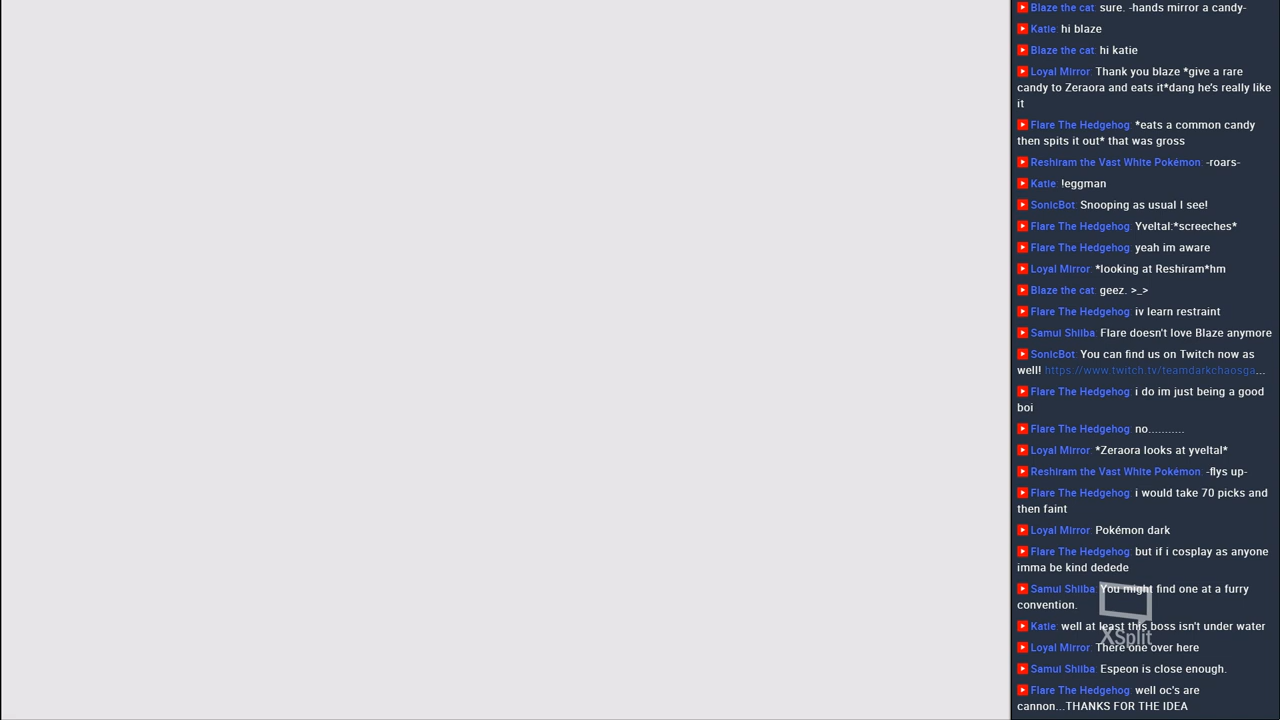 Blaze the cat: sure. -hands mirror a candy-
Katie: hi blaze
Blaze the cat: hi katie
Loyal Mirror: Thank you blaze *give a rare
candy to Zeraora and eats it*dang he's really like
it
Flare The Hedgehog: *eats a common candy
then spits it out* that was gross
Reshiram the Vast White Pokémon: -roars-
Katie: !eggman
SonicBot: Snooping as usual I see!
Flare The Hedgehog: Yveltal:*screeches*
Flare The Hedgehog: yeah im aware
Loyal Mirror: *looking at Reshiram*hm
Blaze the cat: geez. >_>
Flare The Hedgehog: iv learn restraint
Samui Shiiba: Flare doesn't love Blaze anymore
SonicBot: You can find us on Twitch now as
well! https://www.twitch.tv/teamdarkchaosga...
Flare The Hedgehog: i do im just being a good
boi
Flare The Hedgehog: no...........
Loyal Mirror: *Zeraora looks at yveltal*
Reshiram the Vast White Pokémon: -flys up-
Flare The Hedgehog: i would take 70 picks and
then faint
Loyal Mirror: Pokémon dark
Flare The Hedgehog: but if i cosplay as anyone
imma be kind dedede
Samui Shiiba: You might find one at a furry
convention.
Katie: well at least this boss isn't under water
XSplit
Loyal Mirror: There one over here
Samui Shiiba: Espeon is close enough.
Flare The Hedgehog: well oc's are
cannon...THANKS FOR THE IDEA